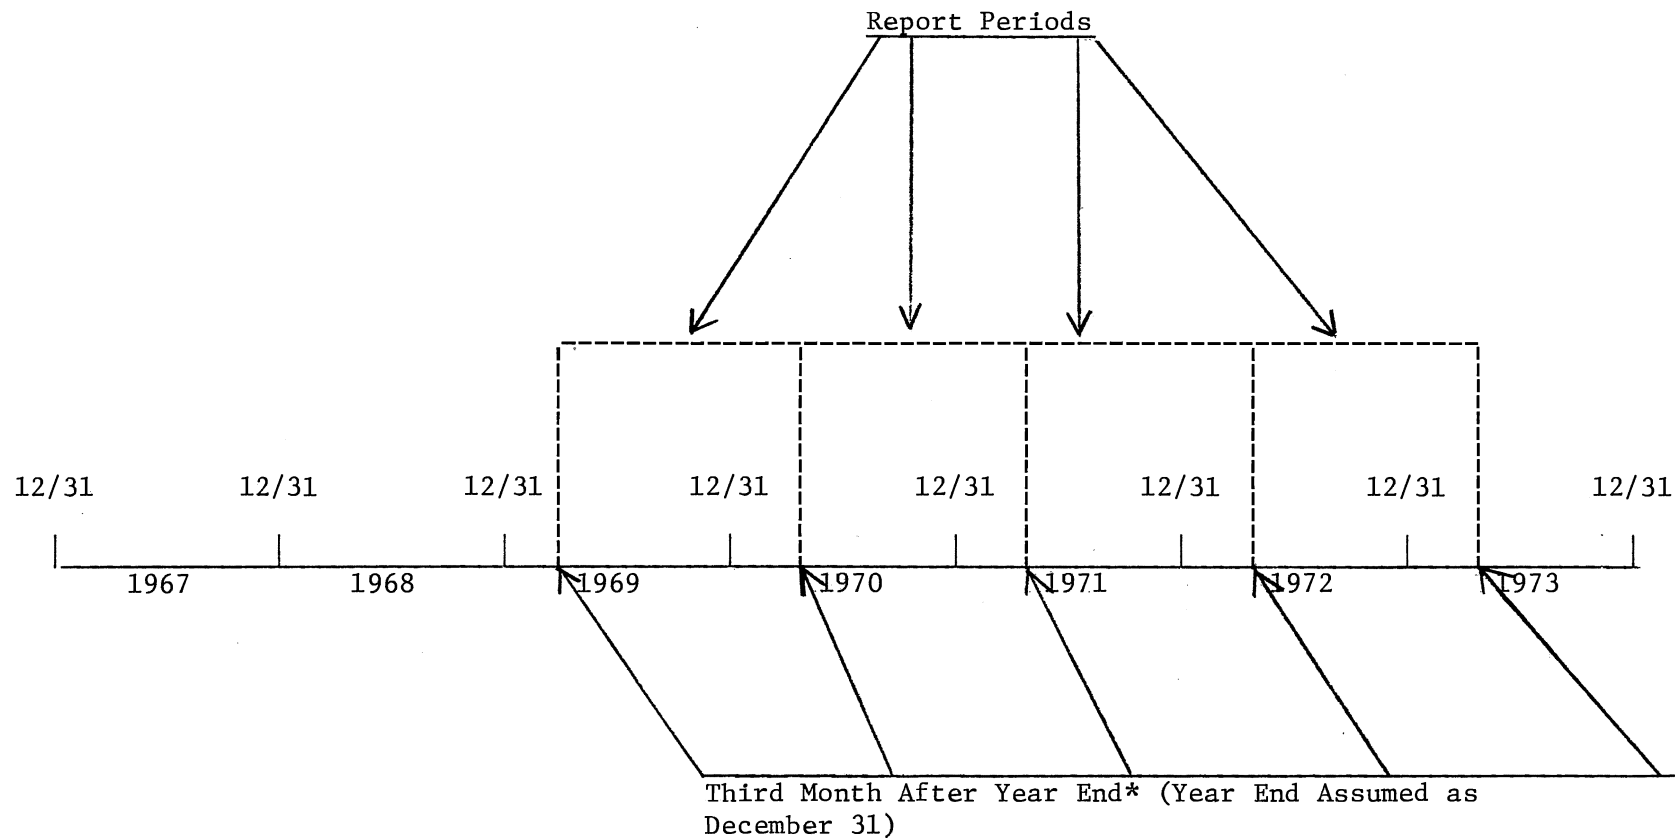 Report Periods
12/31 12/31 12/31 12/31 12/31 12/31 12/31 12/31
1967 1968 1969 1970 1971 1972 1973
Third Month After Year End* (Year End Assumed as
December 31)